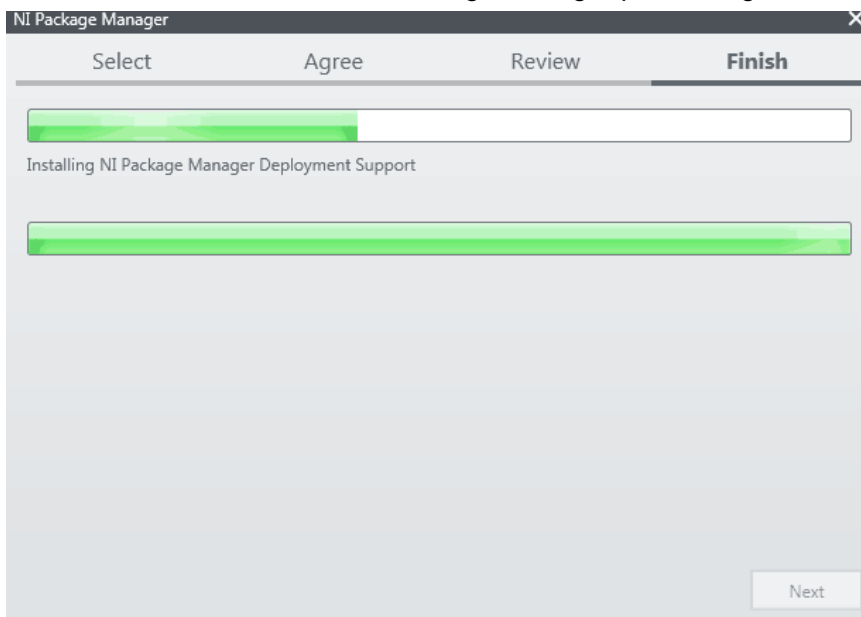 NI Package Manager
Select Agree Review Finish
Installing NI Package Manager Deployment Support
Next